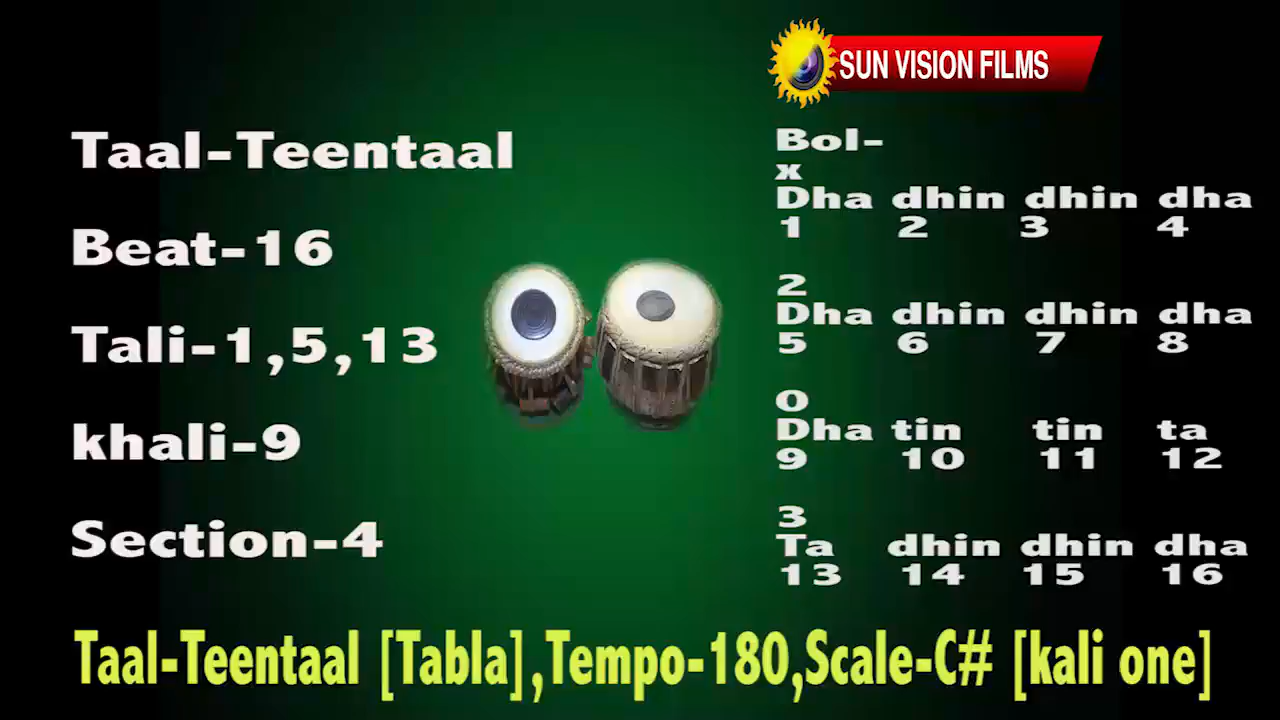 SUN VISION FILMS
Taal-Teentaal
Beat-16
Tali-1,5,13
khali-9
Section-4
Bol-
x
Dha dhin dhin dha
1 2 3 4
2
Dha dhin dhin dha
5 6 7 8
0
Dha tin tin ta
9 10 11 12
3
Ta dhin dhin dha
13 14 15 16
Taal-Teentaal [Tabla],Tempo-180,Scale-C# [kali one]